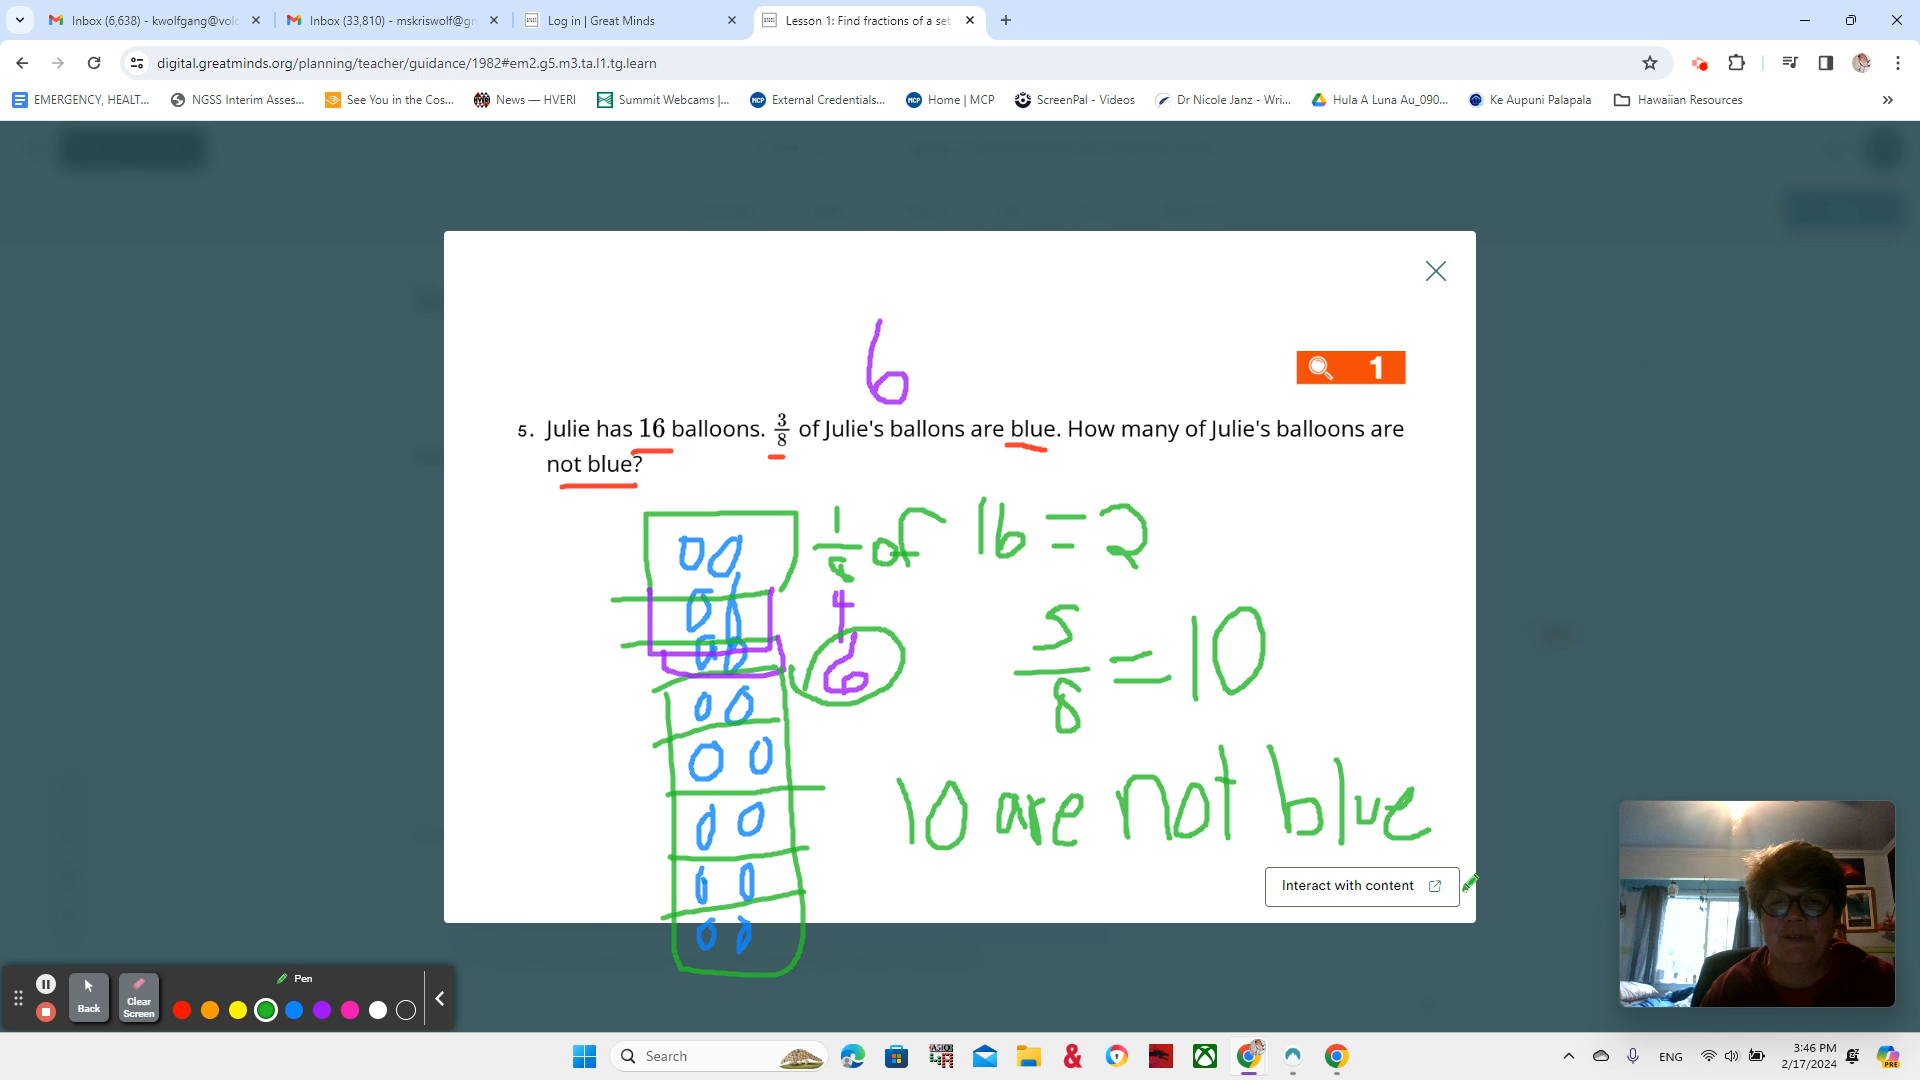 Inbox (6,638) - kwolfgang@volc
Inbox (33,810) - mskriswolf@gm
Log in | Great Minds
Lesson 1: Find fractions of a set
digital.greatminds.org/planning/teacher/guidance/1982#em2.g5.m3.ta.l1.tg.learn
EMERGENCY, HEALT...
NGSS Interim Asses...
See You in the Cos...
News — HVERI
Summit Webcams |...
External Credentials...
Home | MCP
ScreenPal - Videos
Dr Nicole Janz - Wri...
Hula A Luna Au_090...
Ke Aupuni Palapala
Hawaiian Resources
6
1
5. Julie has 16 balloons. 3/8 of Julie's ballons are blue. How many of Julie's balloons are
not blue?
1/8 of 16 = 2
4
6
5/8 = 10
10 are not blue
Interact with content
Pen
Back
Clear
Screen
Search
ENG
3:46 PM
2/17/2024